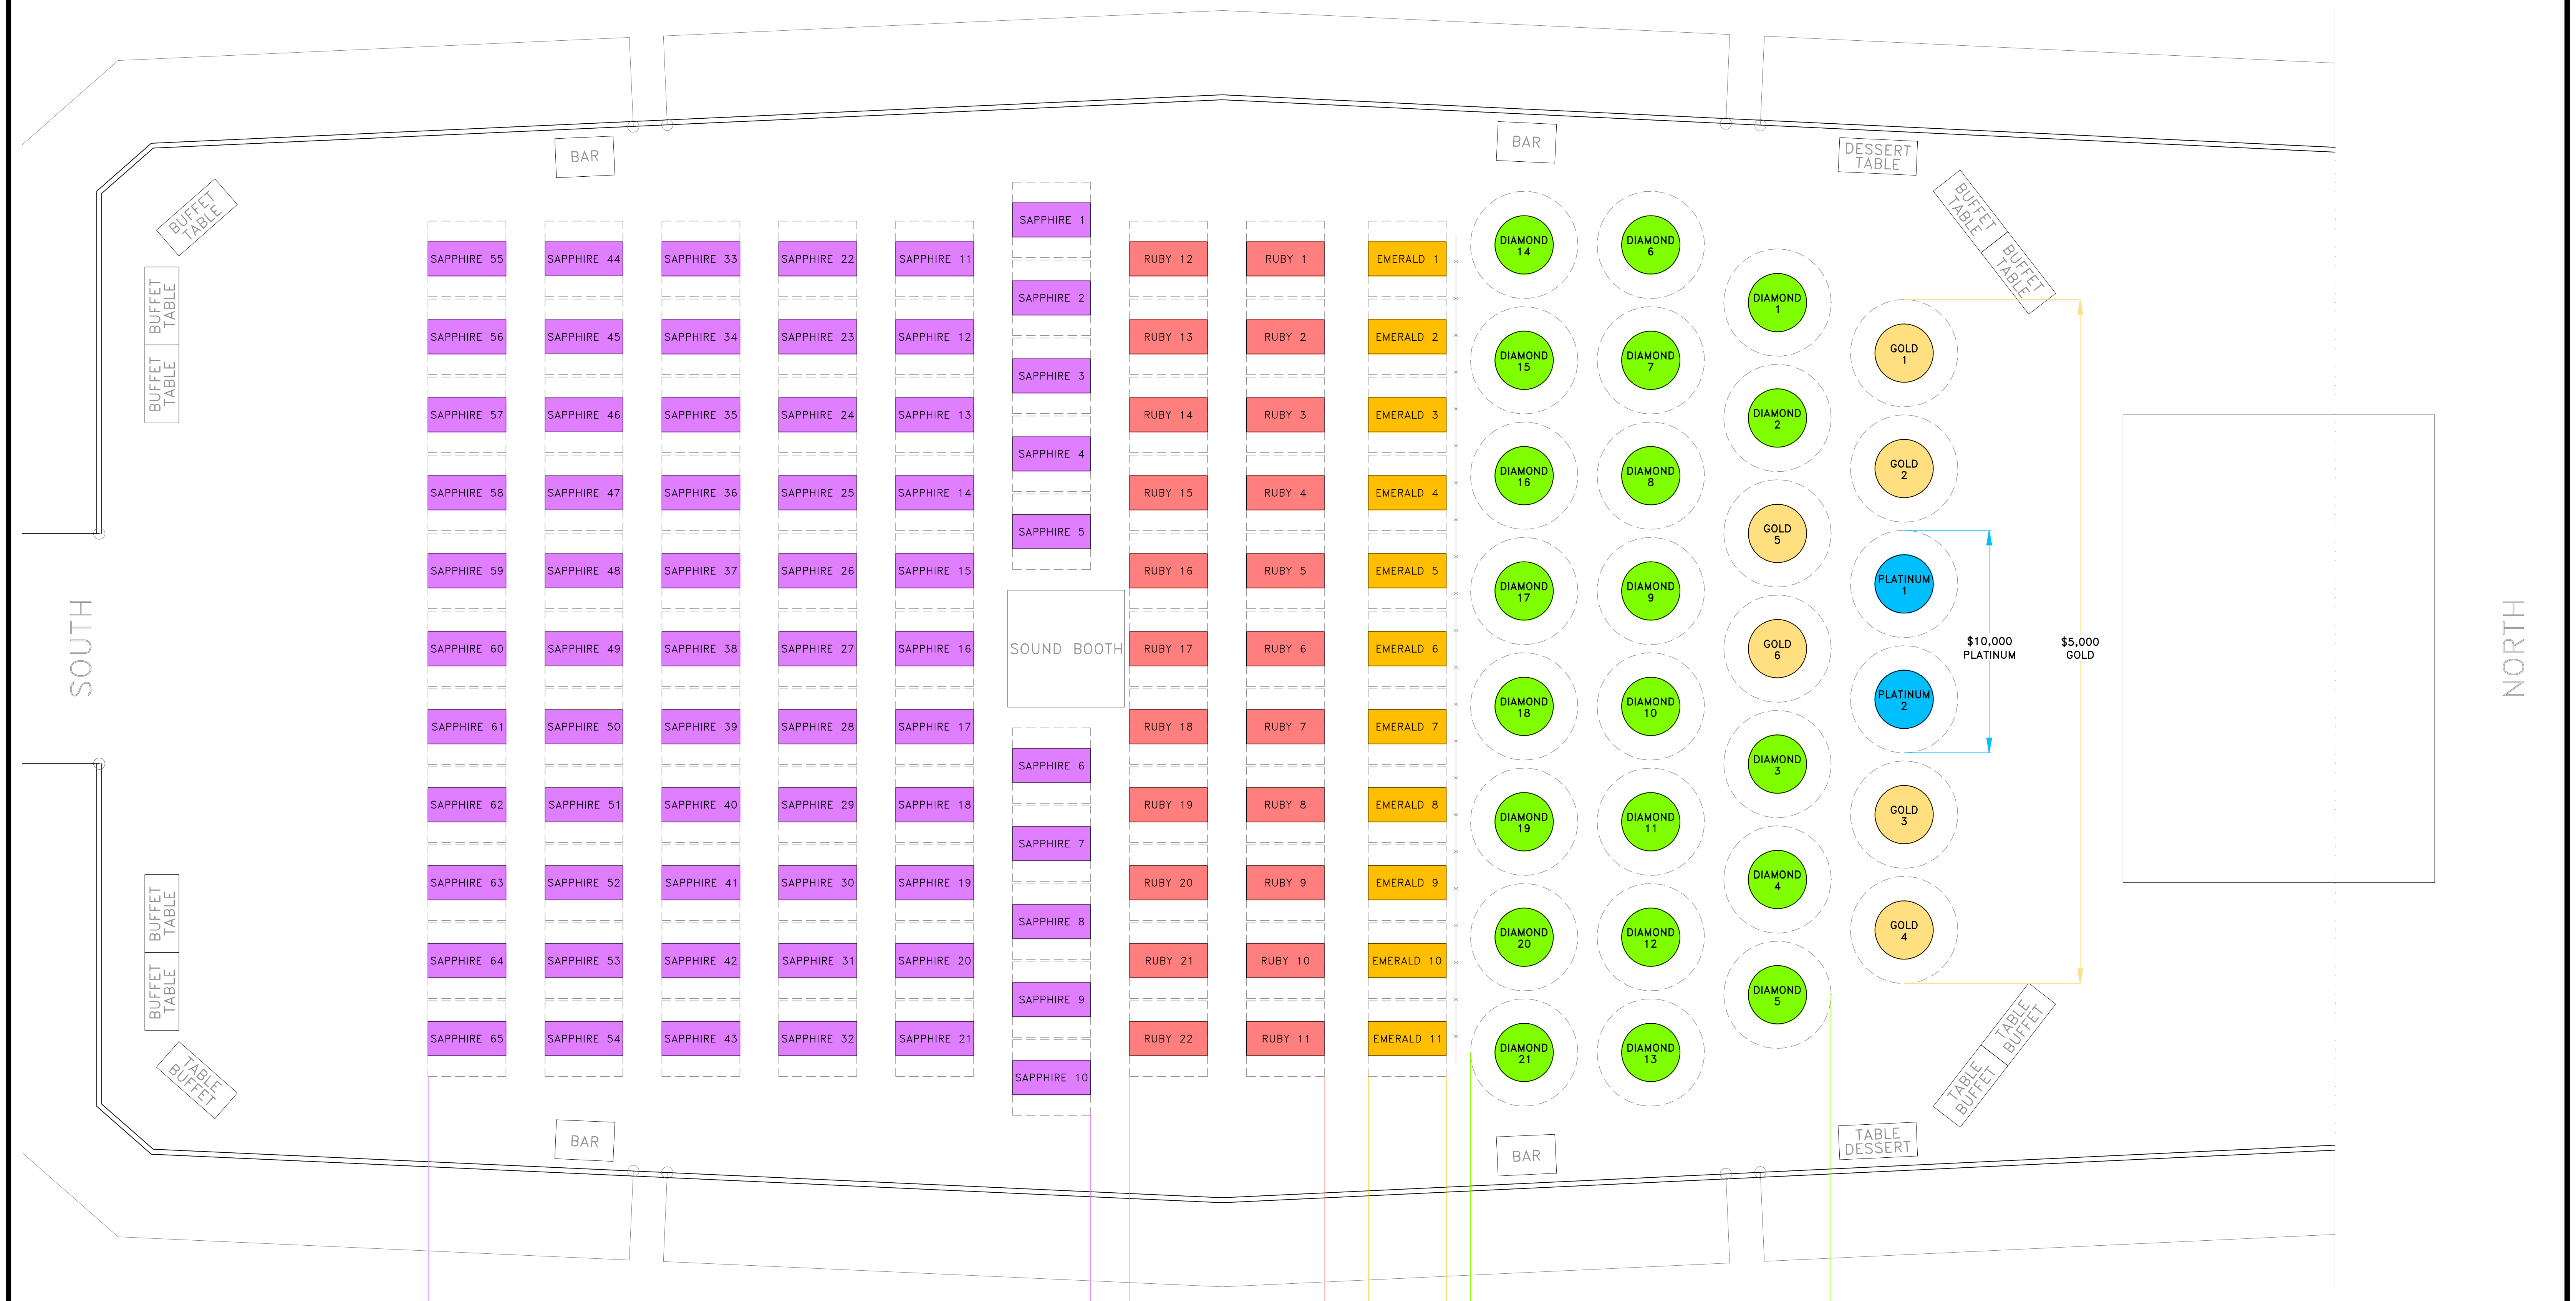 BAR
BAR
DESSERT
TABLE
BUFFET
TABLE
BUFFET
TABLE
BUFFET
TABLE
BUFFET
TABLE
BUFFET
TABLE
SOUTH
BUFFET
TABLE
BUFFET
TABLE
TABLE
BUFFET
SAPPHIRE 55
SAPPHIRE 56
SAPPHIRE 57
SAPPHIRE 58
SAPPHIRE 59
SAPPHIRE 60
SAPPHIRE 61
SAPPHIRE 62
SAPPHIRE 63
SAPPHIRE 64
SAPPHIRE 65
SAPPHIRE 44
SAPPHIRE 45
SAPPHIRE 46
SAPPHIRE 47
SAPPHIRE 48
SAPPHIRE 49
SAPPHIRE 50
SAPPHIRE 51
SAPPHIRE 52
SAPPHIRE 53
SAPPHIRE 54
SAPPHIRE 33
SAPPHIRE 34
SAPPHIRE 35
SAPPHIRE 36
SAPPHIRE 37
SAPPHIRE 38
SAPPHIRE 39
SAPPHIRE 40
SAPPHIRE 41
SAPPHIRE 42
SAPPHIRE 43
SAPPHIRE 22
SAPPHIRE 23
SAPPHIRE 24
SAPPHIRE 25
SAPPHIRE 26
SAPPHIRE 27
SAPPHIRE 28
SAPPHIRE 29
SAPPHIRE 30
SAPPHIRE 31
SAPPHIRE 32
SAPPHIRE 11
SAPPHIRE 12
SAPPHIRE 13
SAPPHIRE 14
SAPPHIRE 15
SAPPHIRE 16
SAPPHIRE 17
SAPPHIRE 18
SAPPHIRE 19
SAPPHIRE 20
SAPPHIRE 21
SAPPHIRE 1
SAPPHIRE 2
SAPPHIRE 3
SAPPHIRE 4
SAPPHIRE 5
SOUND BOOTH
SAPPHIRE 6
SAPPHIRE 7
SAPPHIRE 8
SAPPHIRE 9
SAPPHIRE 10
RUBY 12
RUBY 13
RUBY 14
RUBY 15
RUBY 16
RUBY 17
RUBY 18
RUBY 19
RUBY 20
RUBY 21
RUBY 22
RUBY 1
RUBY 2
RUBY 3
RUBY 4
RUBY 5
RUBY 6
RUBY 7
RUBY 8
RUBY 9
RUBY 10
RUBY 11
EMERALD 1
EMERALD 2
EMERALD 3
EMERALD 4
EMERALD 5
EMERALD 6
EMERALD 7
EMERALD 8
EMERALD 9
EMERALD 10
EMERALD 11
DIAMOND
14
DIAMOND
15
DIAMOND
16
DIAMOND
17
DIAMOND
18
DIAMOND
19
DIAMOND
20
DIAMOND
21
DIAMOND
6
DIAMOND
7
DIAMOND
8
DIAMOND
9
DIAMOND
10
DIAMOND
11
DIAMOND
12
DIAMOND
13
DIAMOND
1
DIAMOND
2
GOLD
5
GOLD
6
DIAMOND
3
DIAMOND
4
DIAMOND
5
GOLD
1
GOLD
2
PLATINUM
1
PLATINUM
2
GOLD
3
GOLD
4
$10,000
PLATINUM
$5,000
GOLD
NORTH
TABLE
BUFFET
TABLE
BUFFET
BAR
BAR
TABLE
DESSERT